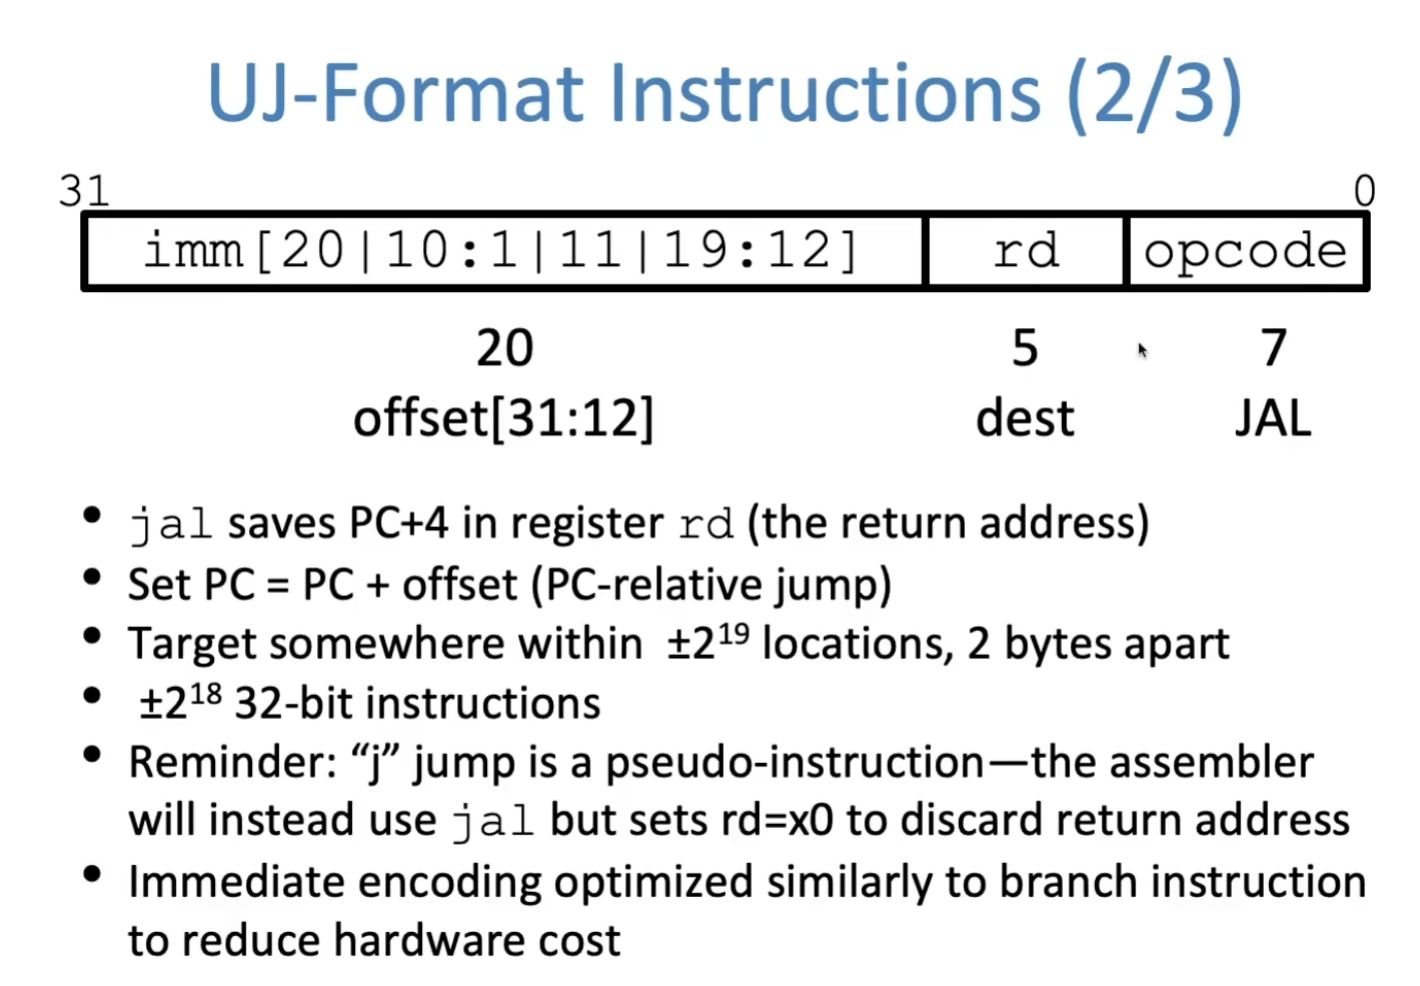 UJ-Format Instructions (2/3)
31 0
imm[20|10:1|11|19:12] rd opcode
20 5 7
offset[31:12] dest JAL
• jal saves PC+4 in register rd (the return address)
• Set PC = PC + offset (PC-relative jump)
• Target somewhere within ±2¹⁹ locations, 2 bytes apart
• ±2¹⁸ 32-bit instructions
• Reminder: “j” jump is a pseudo-instruction—the assembler
will instead use jal but sets rd=x0 to discard return address
• Immediate encoding optimized similarly to branch instruction
to reduce hardware cost